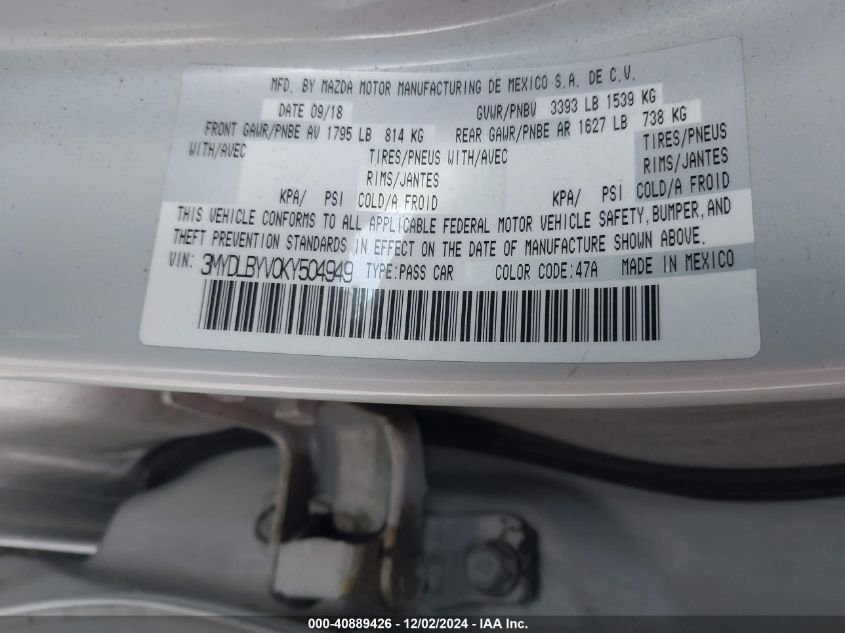 MFD. BY MAZDA MOTOR MANUFACTURING DE MEXICO S.A. DE C.V.
DATE 09/18 GVWR/PNBV 3393 LB 1539 KG
FRONT GAWR/PNBE AV 1795 LB 814 KG REAR GAWR/PNBE AR 1627 LB 738 KG
WITH/AVEC TIRES/PNEUS WITH/AVEC TIRES/PNEUS
RIMS/JANTES RIMS/JANTES
KPA/ PSI COLD/A FROID KPA/ PSI COLD/A FROID
THIS VEHICLE CONFORMS TO ALL APPLICABLE FEDERAL MOTOR VEHICLE SAFETY, BUMPER, AND
THEFT PREVENTION STANDARDS IN EFFECT ON THE DATE OF MANUFACTURE SHOWN ABOVE.
VIN: 3MYDLBYV0KY504949 TYPE:PASS CAR COLOR CODE:47A MADE IN MEXICO
000-40889426 - 12/02/2024 - IAA Inc.